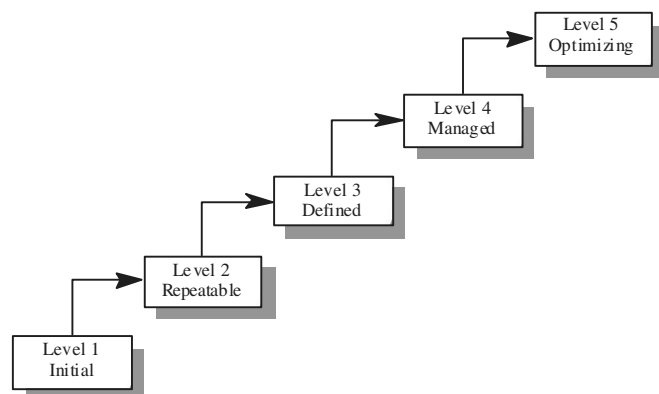 Level 5
Optimizing
Level 4
Managed
Level 3
Defined
Level 2
Repeatable
Level 1
Initial